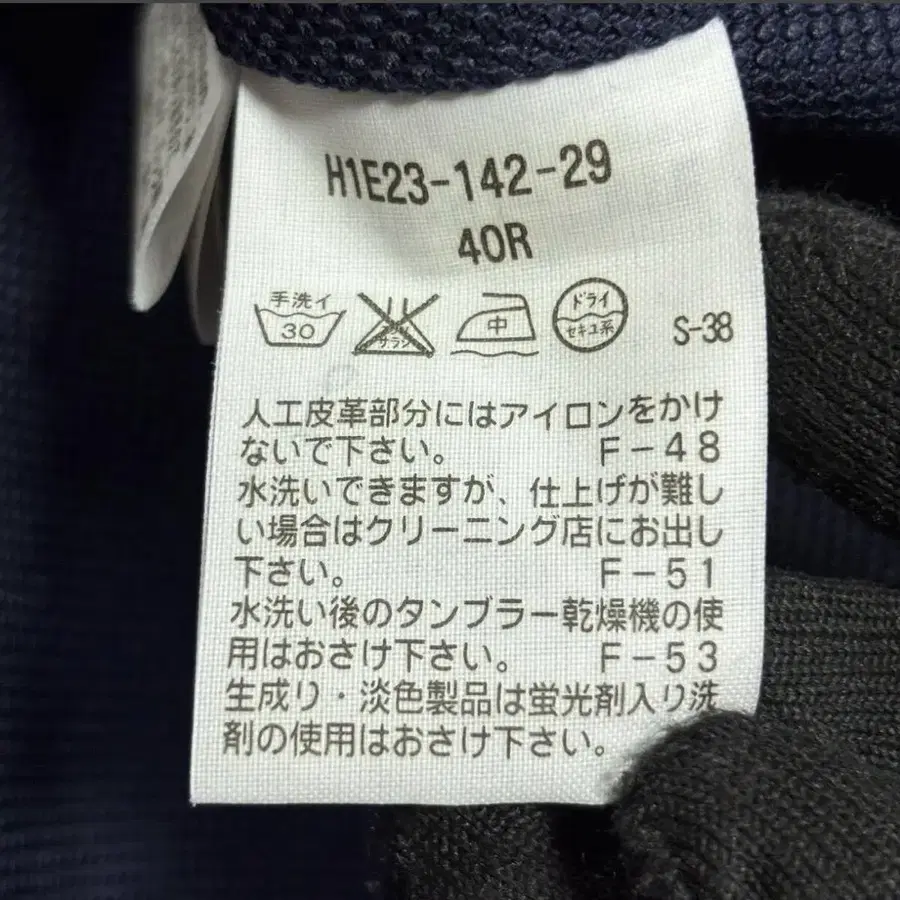 H1E23-142-29
40R
手洗イ
30
中
ドライ
セキユ系
S-38
人工皮革部分にはアイロンをかけ
ないで下さい。 F-48
水洗いできますが、仕上げが難し
い場合はクリーニング店にお出し
下さい。 F-51
水洗い後のタンブラー乾燥機の使
用はおさけ下さい。 F-53
生成り・淡色製品は蛍光剤入り洗
剤の使用はおさけ下さい。